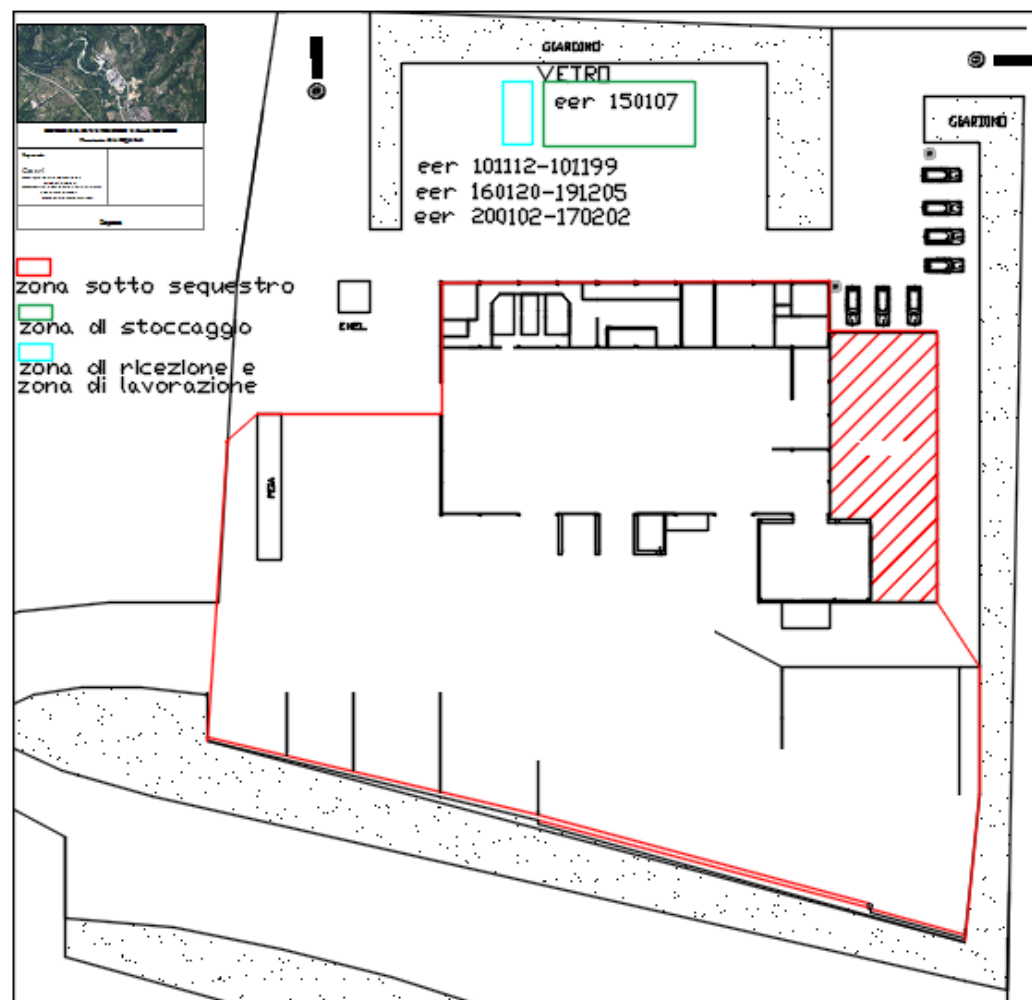 GIARDINO
VETRO
eer 150107
GIARDINO
eer 101112-101199
eer 160120-191205
eer 200102-170202
zona sotto sequestro
zona di stoccaggio
zona di ricezione e
zona di lavorazione
ENEL
PESA